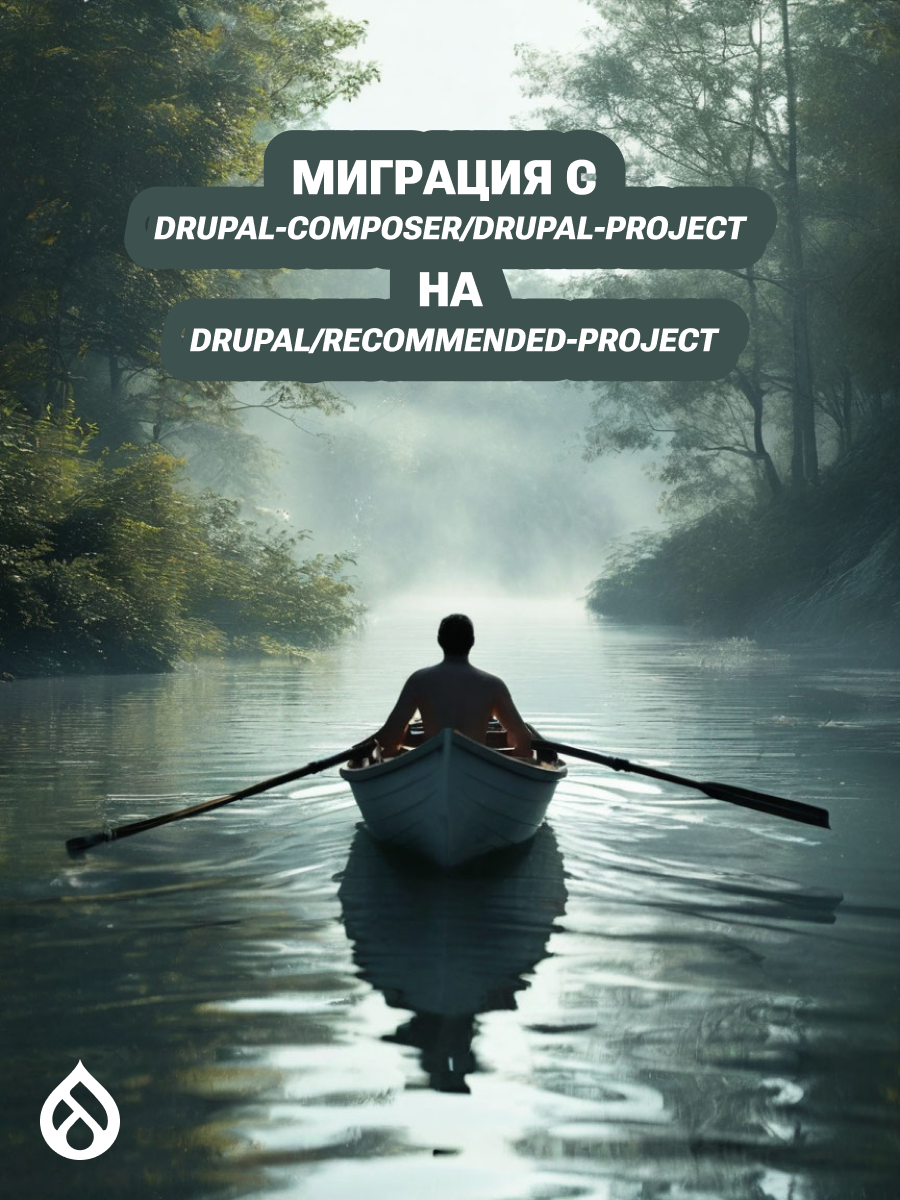 МИГРАЦИЯ С
DRUPAL-COMPOSER/DRUPAL-PROJECT
НА
DRUPAL/RECOMMENDED-PROJECT